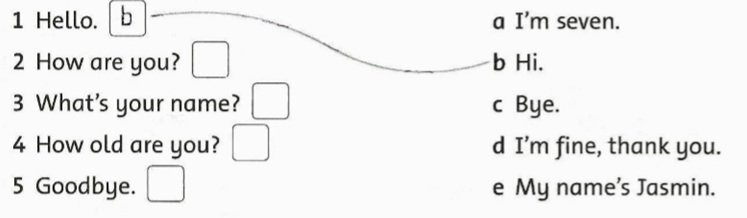 1 Hello. b
2 How are you?
3 What's your name?
4 How old are you?
5 Goodbye.
a I'm seven.
b Hi.
c Bye.
d I'm fine, thank you.
e My name's Jasmin.